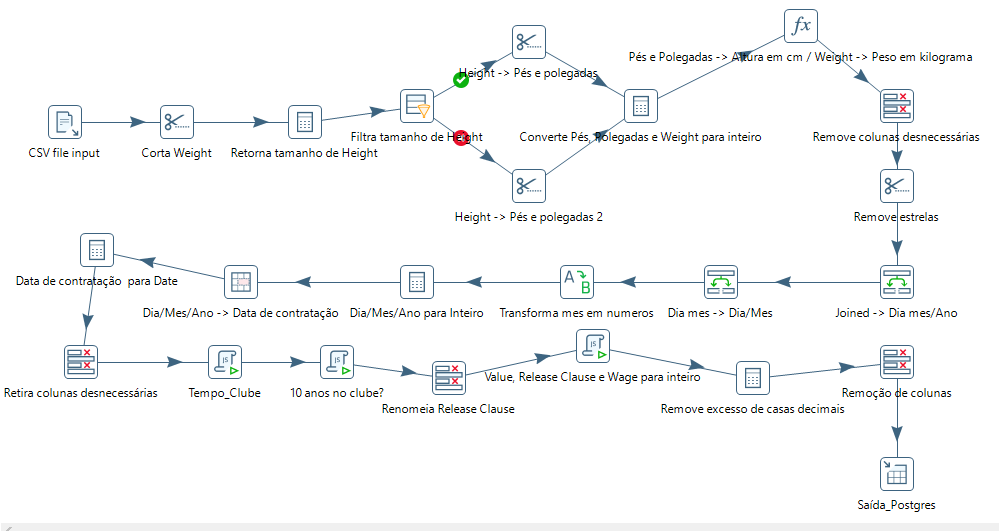 CSV file input
Corta Weight
Retorna tamanho de Height
Filtra tamanho de Height
Height -> Pés e polegadas
Height -> Pés e polegadas 2
Converte Pés, Polegadas e Weight para inteiro
fx
Pés e Polegadas -> Altura em cm / Weight -> Peso em kilograma
Remove colunas desnecessárias
Remove estrelas
Joined -> Dia mes/Ano
Dia mes -> Dia/Mes
A
B
Transforma mes em numeros
Dia/Mes/Ano para Inteiro
Dia/Mes/Ano -> Data de contratação
Data de contratação  para Date
Retira colunas desnecessárias
JS
Tempo_Clube
JS
10 anos no clube?
Renomeia Release Clause
JS
Value, Release Clause e Wage para inteiro
Remove excesso de casas decimais
Remoção de colunas
Saída_Postgres